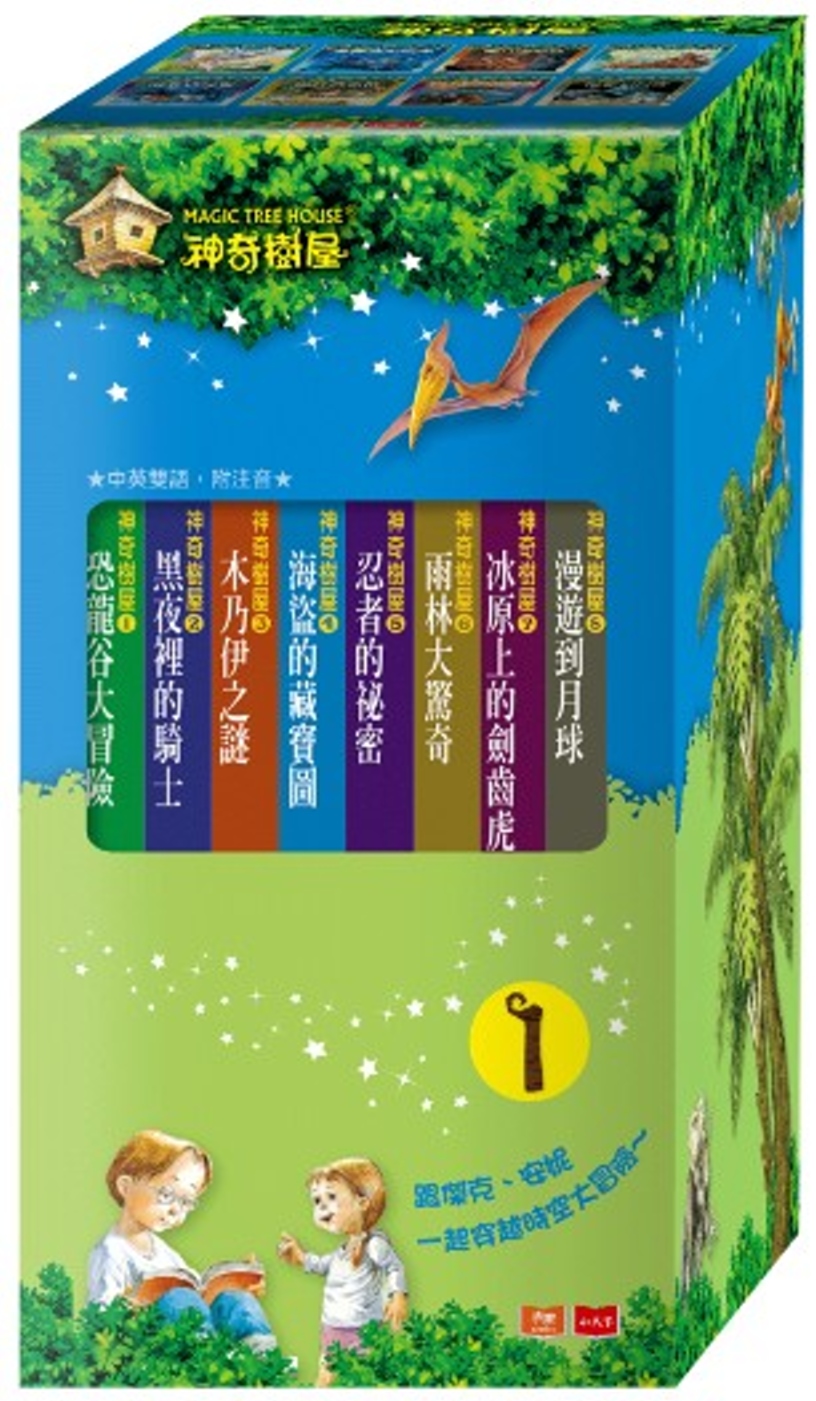 MAGIC TREE HOUSE
神奇樹屋
★中英雙語，附注音★
神奇樹屋1
恐龍谷大冒險
神奇樹屋2
黑夜裡的騎士
神奇樹屋3
木乃伊之謎
神奇樹屋4
海盜的藏寶圖
神奇樹屋5
忍者的祕密
神奇樹屋6
雨林大驚奇
神奇樹屋7
冰原上的劍齒虎
神奇樹屋8
漫遊到月球
1
跟傑克、安妮
一起穿越時空大冒險~
小天下